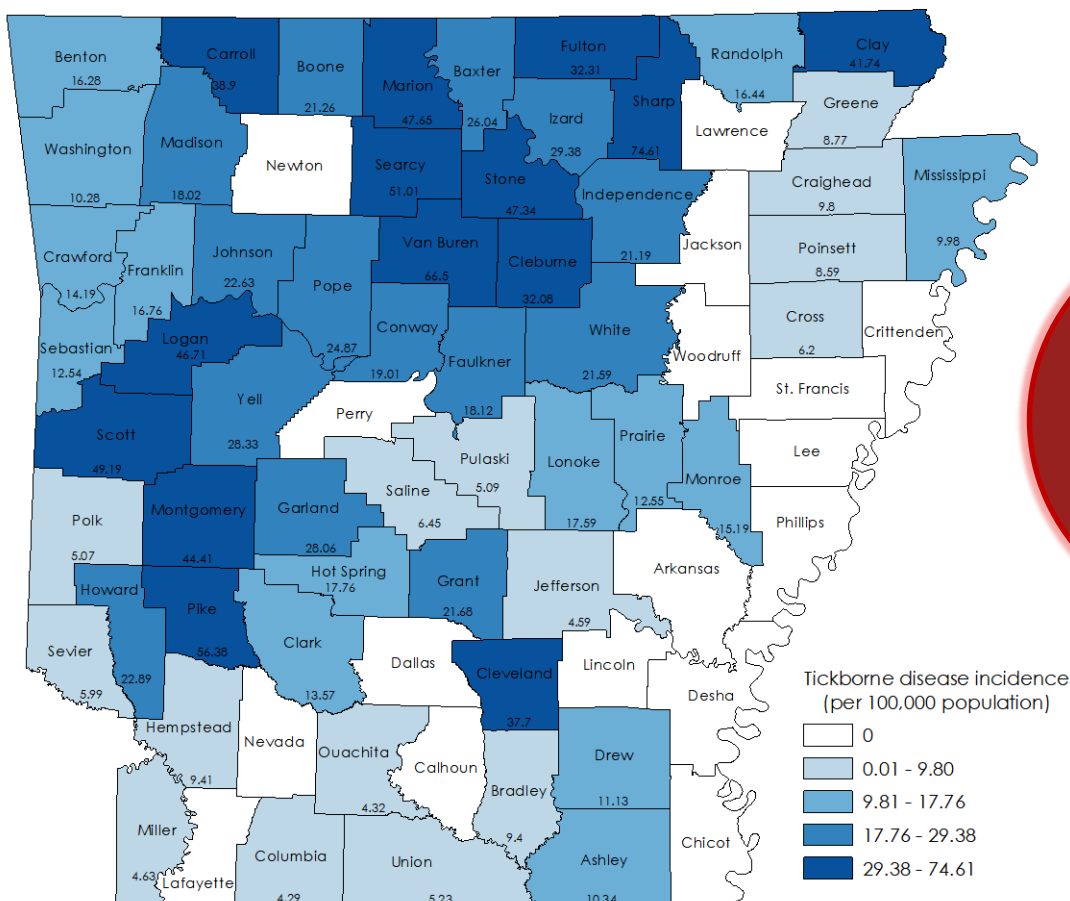 Benton
16.28
Carroll
38.9
Boone
21.26
Marion
47.65
Baxter
26.04
Fulton
32.31
Sharp
74.61
Randolph
16.44
Clay
41.74
Greene
8.77
Lawrence
Izard
29.38
Washington
10.28
Madison
18.02
Newton
Searcy
51.01
Stone
47.34
Independence
21.19
Jackson
Craighead
9.8
Mississippi
9.98
Poinsett
8.59
Crawford
14.19
Franklin
16.76
Johnson
22.63
Pope
24.87
Van Buren
66.5
Cleburne
32.08
Cross
6.2
Crittenden
Sebastian
12.54
Logan
46.71
Conway
19.01
Faulkner
18.12
White
21.59
Woodruff
St. Francis
Scott
49.19
Yell
28.33
Perry
Pulaski
5.09
Lonoke
17.59
Prairie
12.55
Monroe
15.19
Lee
Phillips
Saline
6.45
Polk
5.07
Montgomery
44.41
Garland
28.06
Hot Spring
17.76
Grant
21.68
Jefferson
4.59
Arkansas
Howard
22.89
Pike
56.38
Clark
13.57
Dallas
Cleveland
37.7
Lincoln
Desha
Sevier
5.99
Hempstead
9.41
Nevada
Ouachita
4.32
Calhoun
Bradley
9.4
Drew
11.13
Miller
4.63
Lafayette
Columbia
4.29
Union
5.23
Ashley
10.34
Chicot
Tickborne disease incidence
(per 100,000 population)
0
0.01 - 9.80
9.81 - 17.76
17.76 - 29.38
29.38 - 74.61